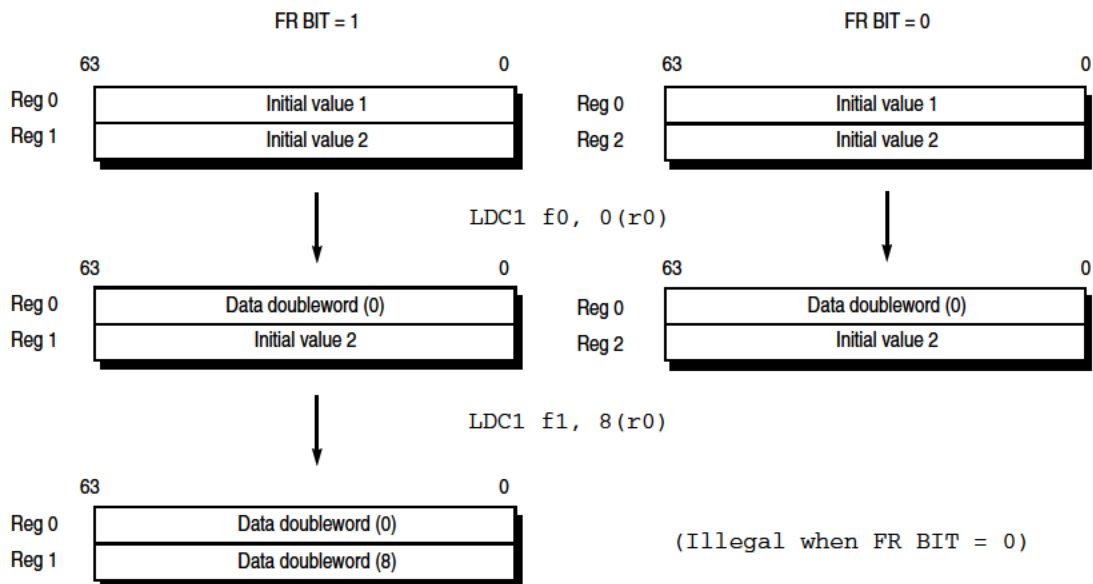 FR BIT = 1
FR BIT = 0
63 0
63 0
Reg 0 Initial value 1
Reg 0 Initial value 1
Reg 1 Initial value 2
Reg 2 Initial value 2
LDC1 f0, 0(r0)
63 0
63 0
Reg 0 Data doubleword (0)
Reg 0 Data doubleword (0)
Reg 1 Initial value 2
Reg 2 Initial value 2
LDC1 f1, 8(r0)
63 0
Reg 0 Data doubleword (0)
Reg 1 Data doubleword (8)
(Illegal when FR BIT = 0)